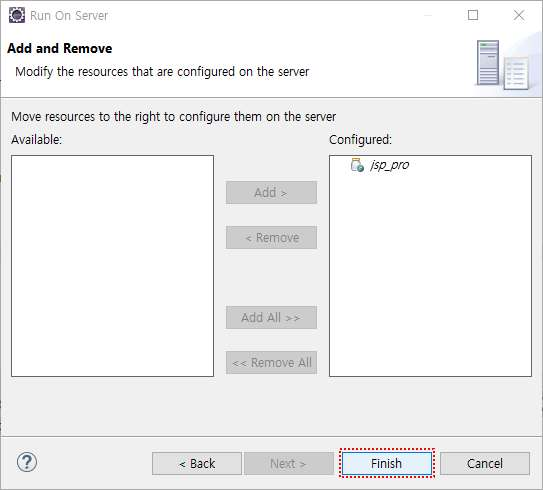 Run On Server
Add and Remove
Modify the resources that are configured on the server
Move resources to the right to configure them on the server
Available:
Configured:
jsp_pro
Add >
< Remove
Add All >>
<< Remove All
?
< Back
Next >
Finish
Cancel